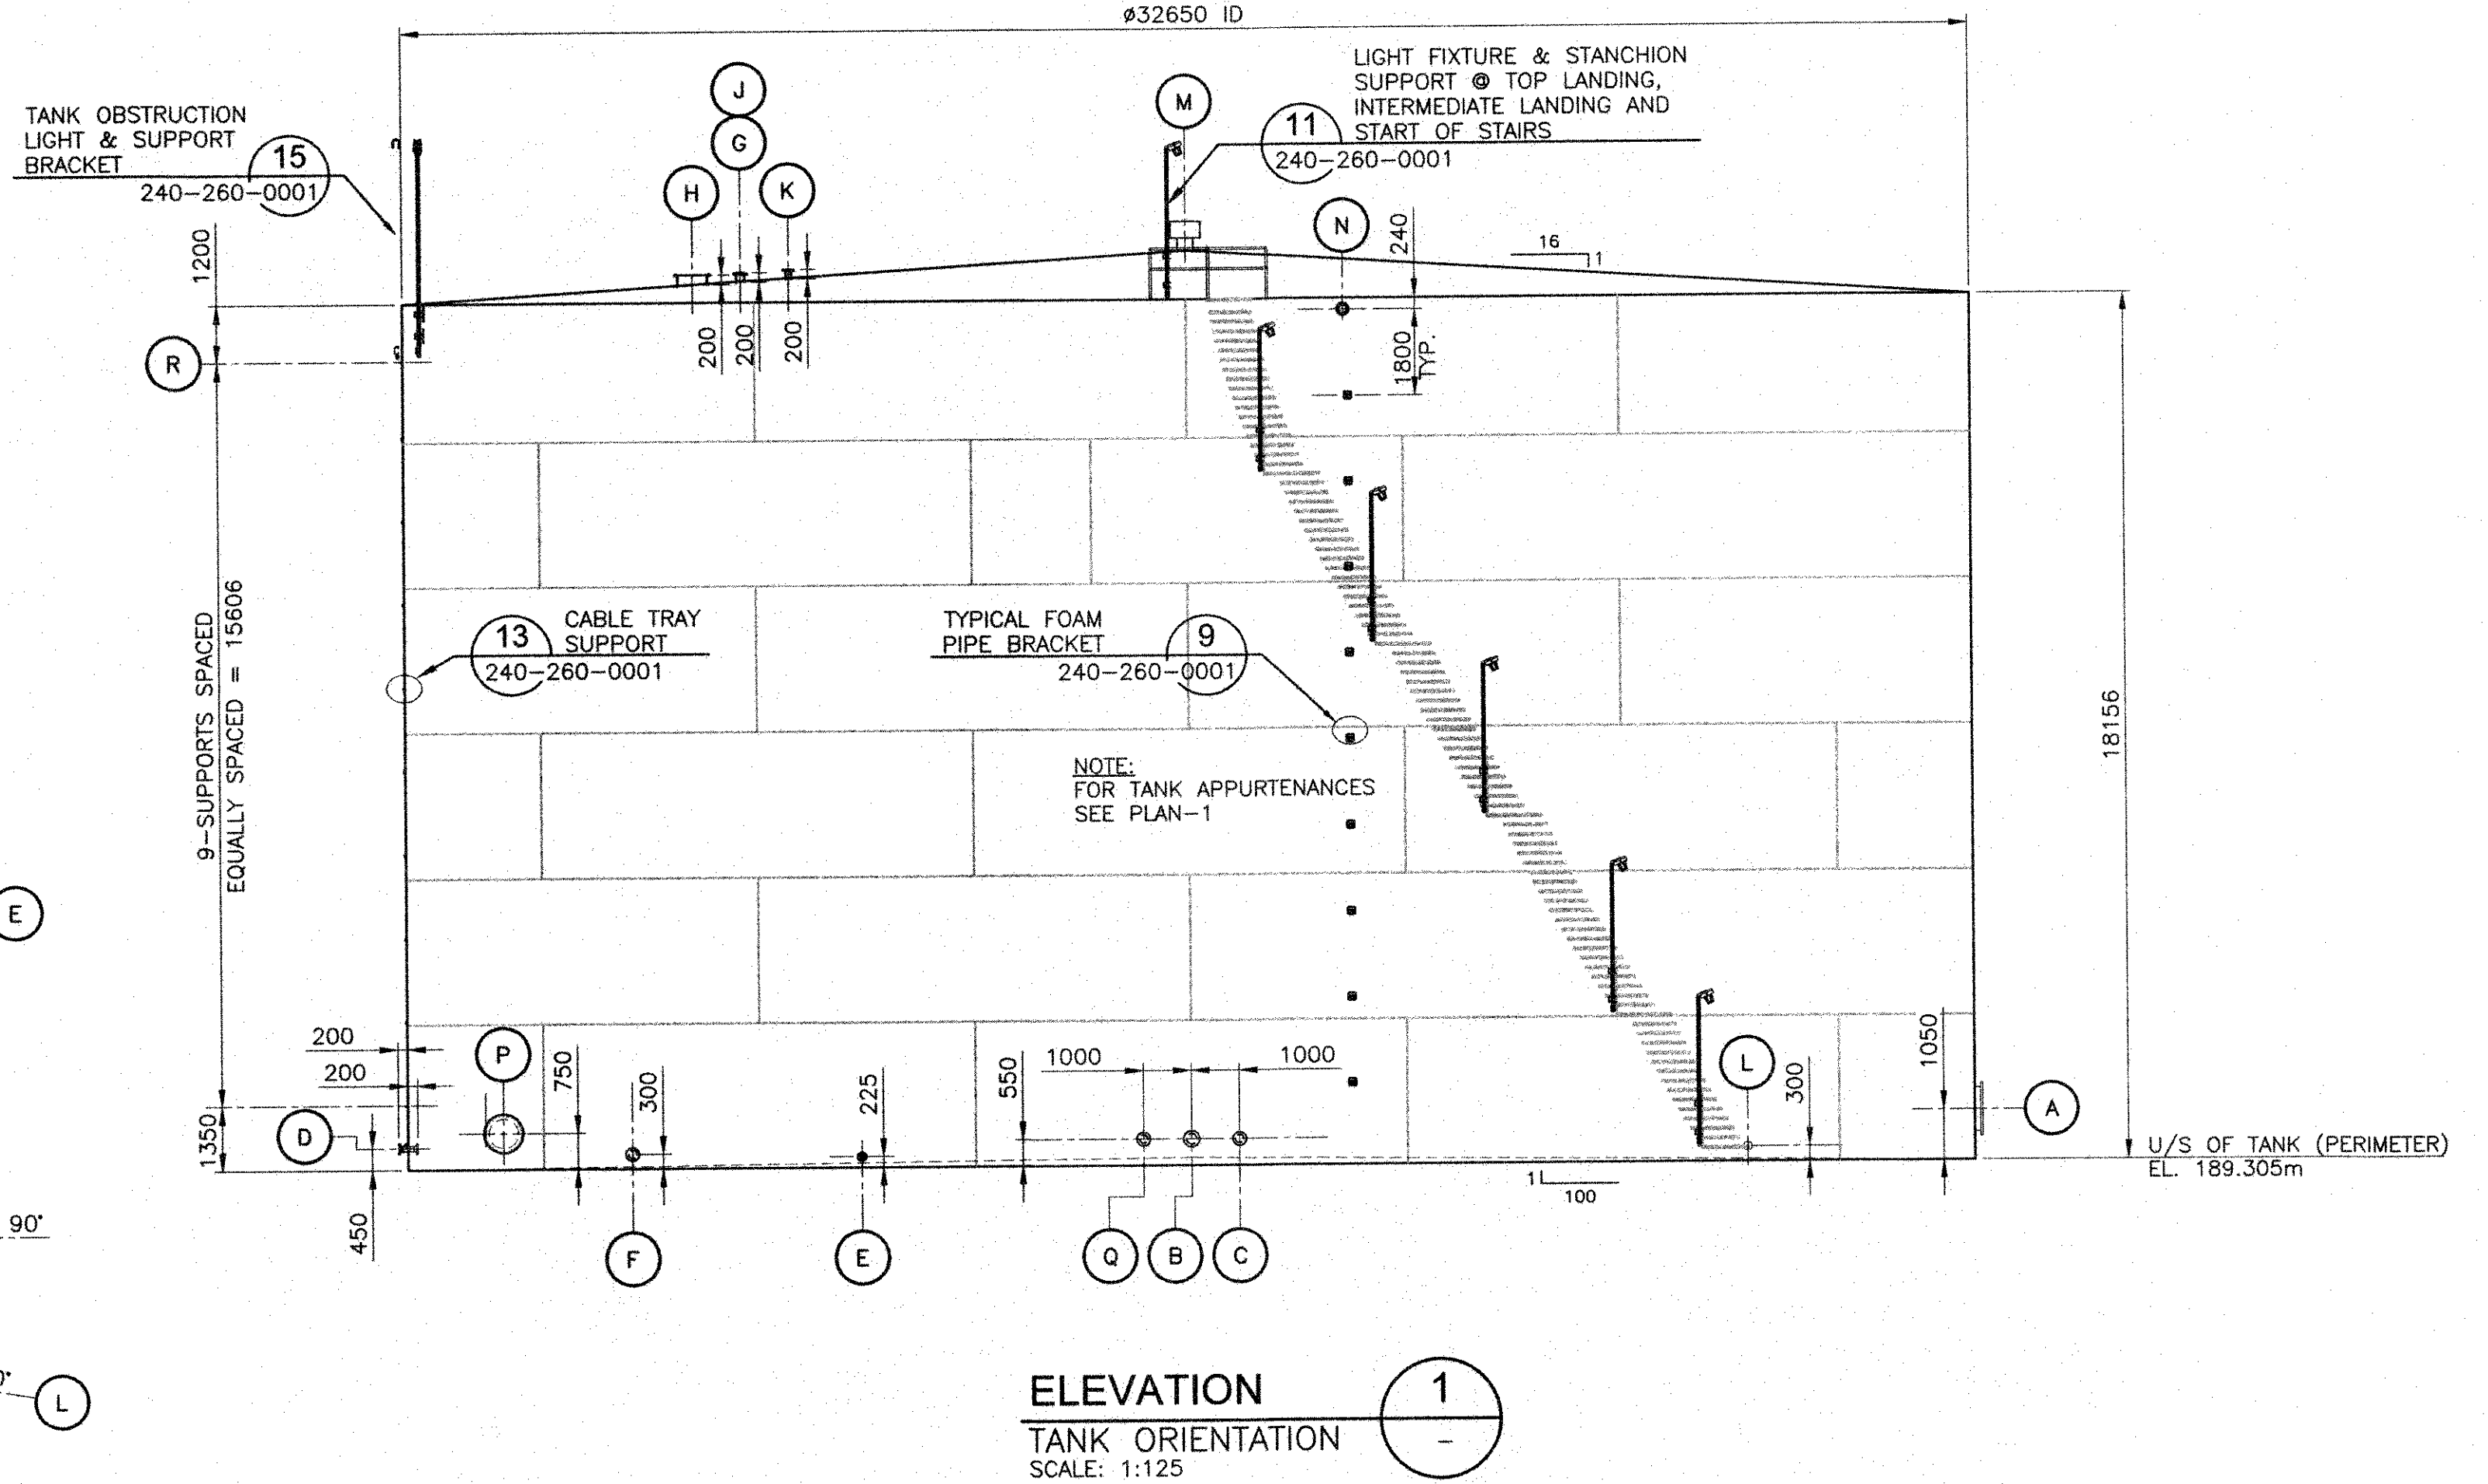 ø32650 ID
TANK OBSTRUCTION
LIGHT & SUPPORT
BRACKET
15
240-260-0001
J
G
H
K
M
LIGHT FIXTURE & STANCHION
SUPPORT @ TOP LANDING,
INTERMEDIATE LANDING AND
START OF STAIRS
11
240-260-0001
N
240
16
1
1200
200
200
200
1800
TYP.
R
9-SUPPORTS SPACED
EQUALLY SPACED = 15606
13
CABLE TRAY
SUPPORT
240-260-0001
TYPICAL FOAM
PIPE BRACKET
9
240-260-0001
NOTE:
FOR TANK APPURTENANCES
SEE PLAN-1
18156
E
200
200
P
750
300
225
550
1000
1000
L
300
1050
A
D
1350
450
U/S OF TANK (PERIMETER)
EL. 189.305m
1
100
90°
F
E
Q
B
C
L
ELEVATION
1
TANK ORIENTATION
-
SCALE: 1:125